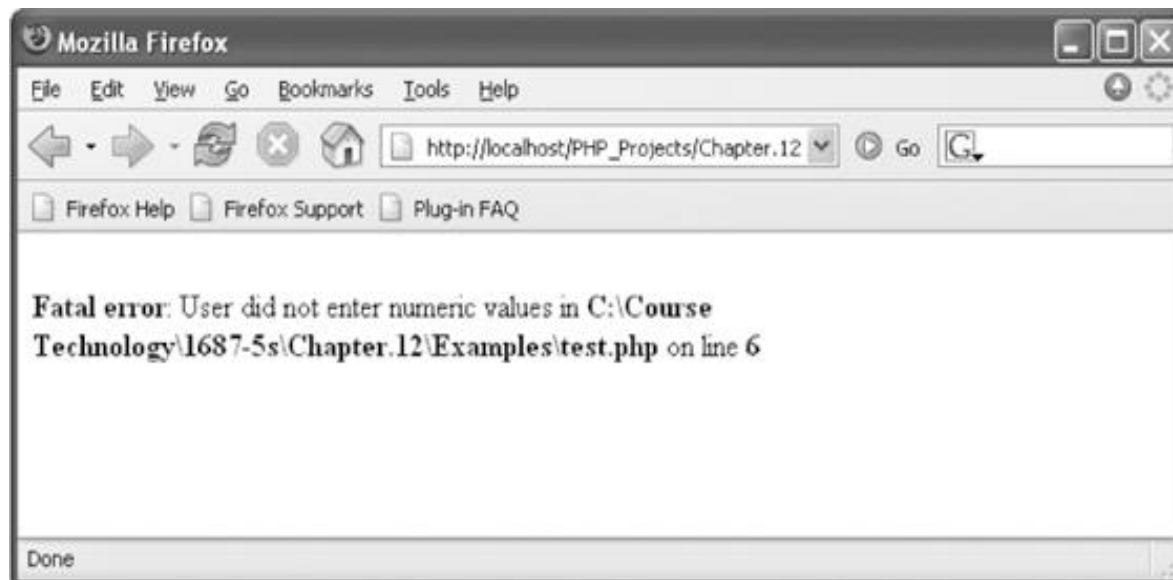 Mozilla Firefox
File Edit View Go Bookmarks Tools Help
http://localhost/PHP_Projects/Chapter.12 Go G
Firefox Help Firefox Support Plug-in FAQ
Fatal error: User did not enter numeric values in C:\Course
Technology\1687-5s\Chapter.12\Examples\test.php on line 6
Done